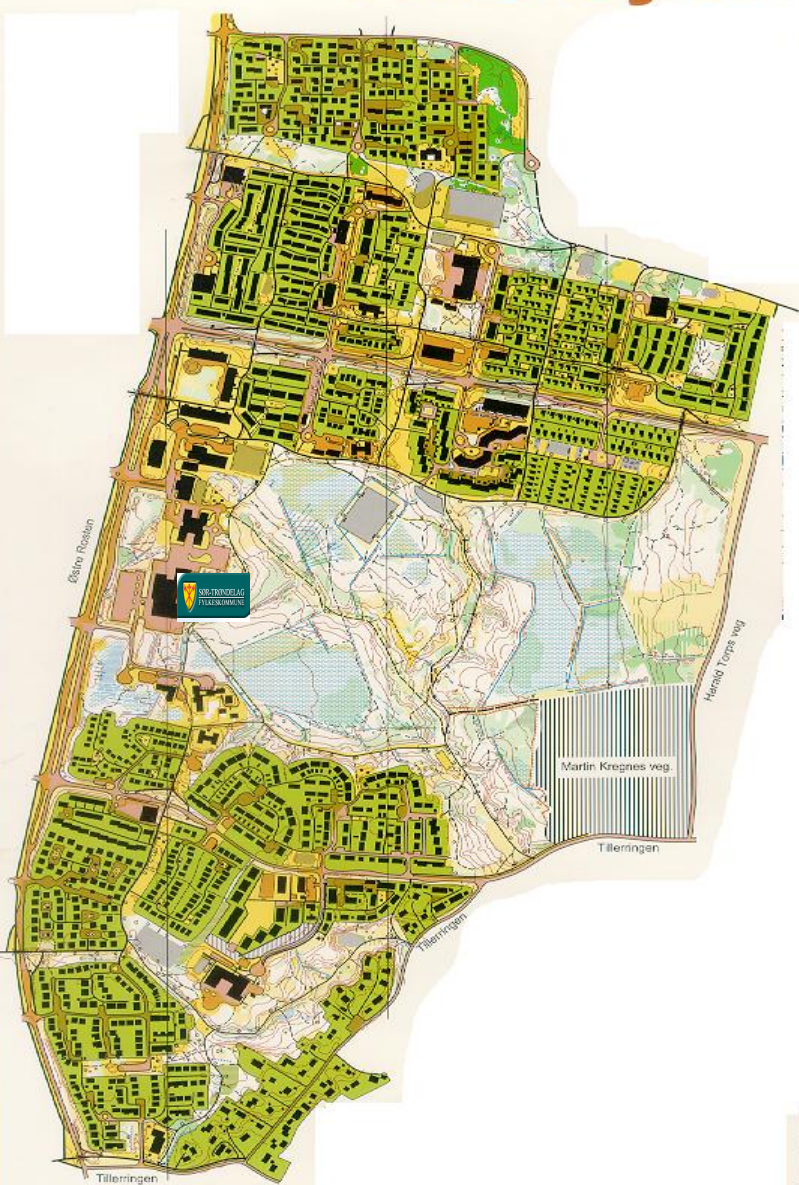 Østre Rosten
SØR-TRØNDELAG
FYLKESKOMMUNE
Harald Torps veg
Martin Kregnes veg.
Tillerringen
Tillerringen
Tillerringen